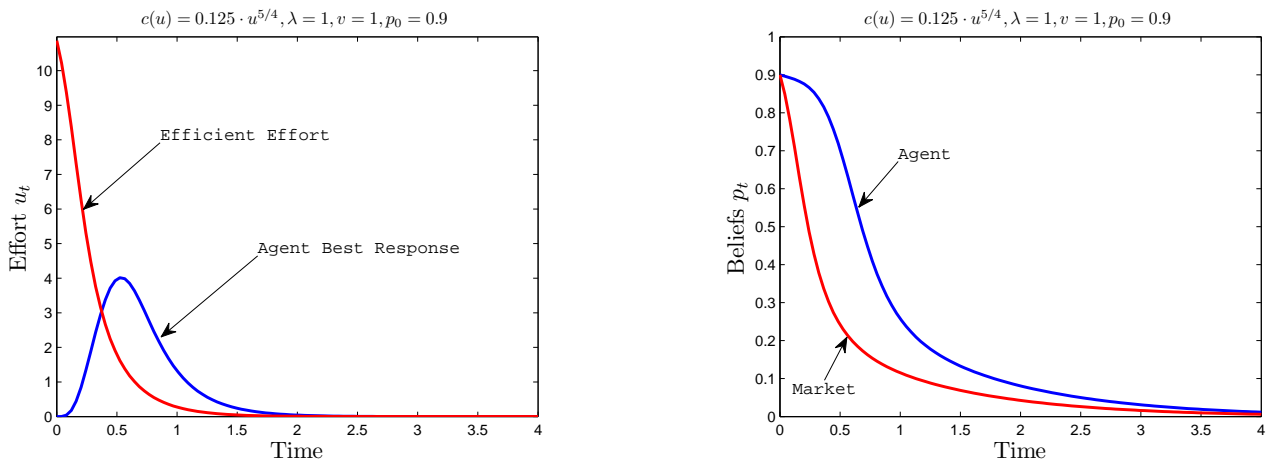 c(u) = 0.125 · u^{5/4}, λ = 1, v = 1, p_0 = 0.9
10
9
8
7
6
5
4
3
2
1
0
Effort u_t
Efficient Effort
Agent Best Response
0 0.5 1 1.5 2 2.5 3 3.5 4
Time
c(u) = 0.125 · u^{5/4}, λ = 1, v = 1, p_0 = 0.9
1
0.9
0.8
0.7
0.6
0.5
0.4
0.3
0.2
0.1
0
Beliefs p_t
Agent
Market
0 0.5 1 1.5 2 2.5 3 3.5 4
Time